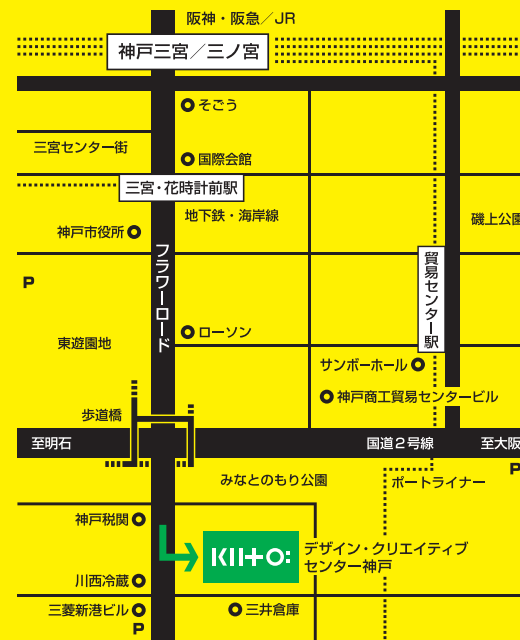 阪神・阪急／JR
神戸三宮／三ノ宮
そごう
三宮センター街
国際会館
三宮・花時計前駅
地下鉄・海岸線
磯上公園
神戸市役所
フラワーロード
貿易センター駅
P
ローソン
東遊園地
サンボーホール
神戸商工貿易センタービル
歩道橋
至明石
国道2号線
至大阪
P
みなとのもり公園
ポートライナー
神戸税関
KIITO:
デザイン・クリエイティブ
センター神戸
川西冷蔵
三菱新港ビル
三井倉庫
P